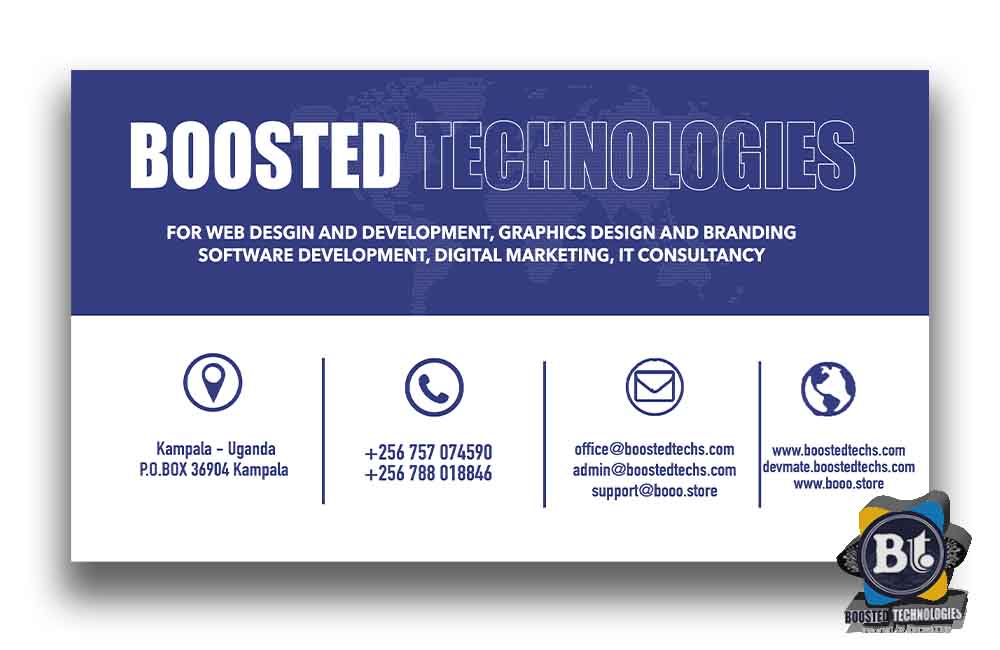 BOOSTED TECHNOLOGIES
FOR WEB DESGIN AND DEVELOPMENT, GRAPHICS DESIGN AND BRANDING
SOFTWARE DEVELOPMENT, DIGITAL MARKETING, IT CONSULTANCY
Kampala - Uganda
P.O.BOX 36904 Kampala
+256 757 074590
+256 788 018846
office@boostedtechs.com
admin@boostedtechs.com
support@booo.store
www.boostedtechs.com
devmate.boostedtechs.com
www.booo.store
Bt.
BOOSTED TECHNOLOGIES